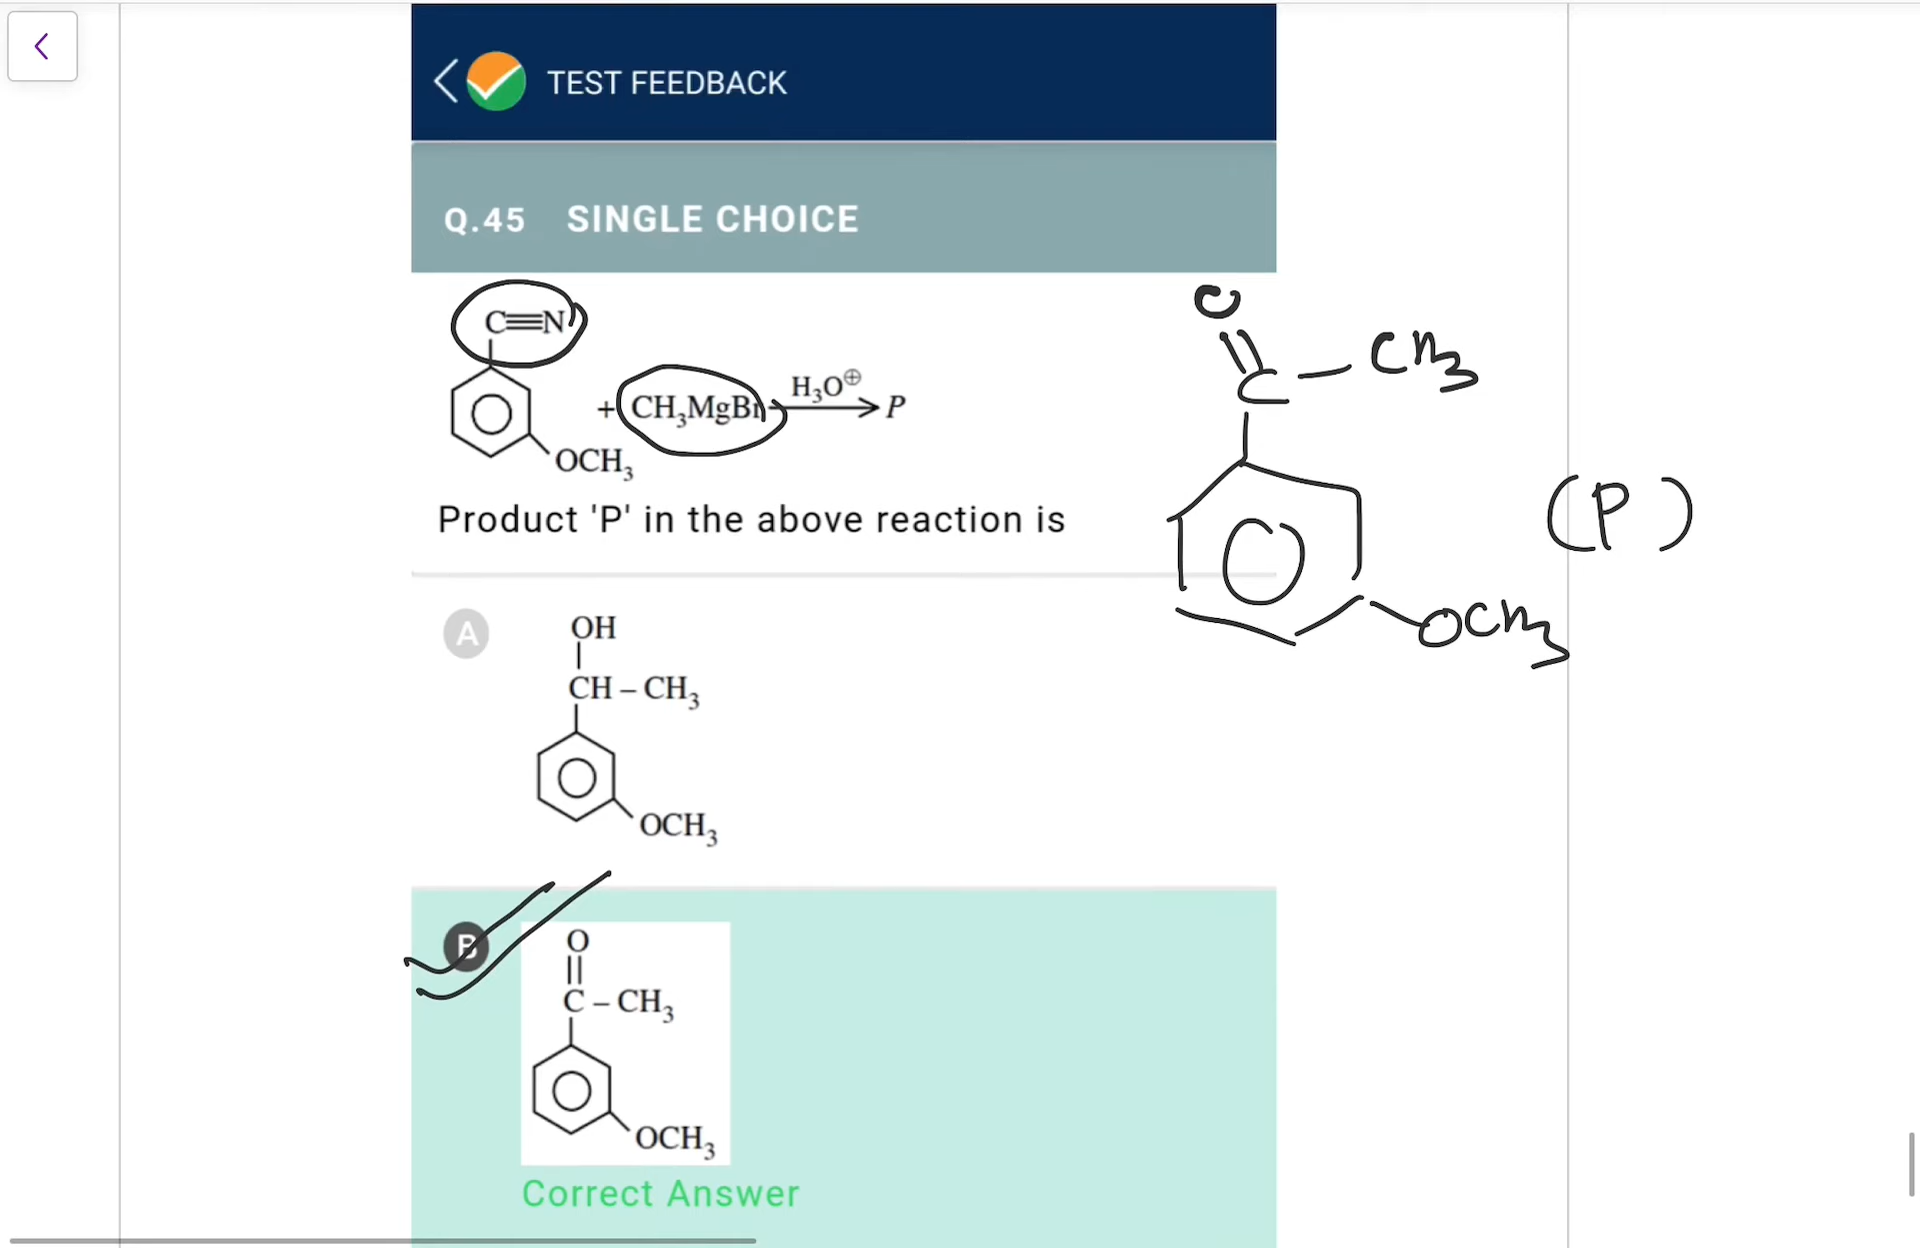 TEST FEEDBACK
Q.45 SINGLE CHOICE
C≡N
+ CH₃MgBr H₃O⊕ P
OCH₃
Product 'P' in the above reaction is
A
OH
CH – CH₃
OCH₃
B
O
C – CH₃
OCH₃
Correct Answer
O
C – CH3
(P)
OCH3